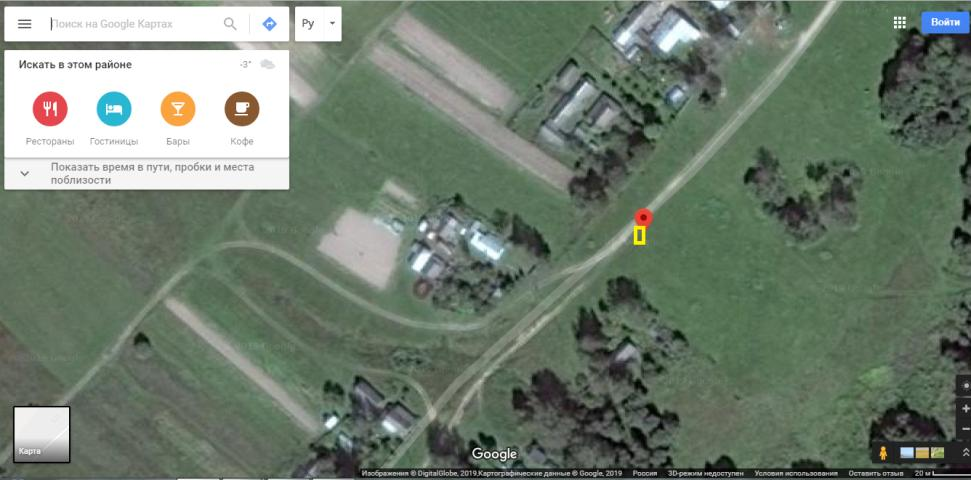 Поиск на Google Картах
Ру
Войти
Искать в этом районе
-3°
Рестораны Гостиницы Бары Кофе
Показать время в пути, пробки и места
поблизости
Карта
Google
Изображения © DigitalGlobe, 2019,Картографические данные © Google, 2019 Россия 3D-режим недоступен Условия использования Оставить отзыв 20 м